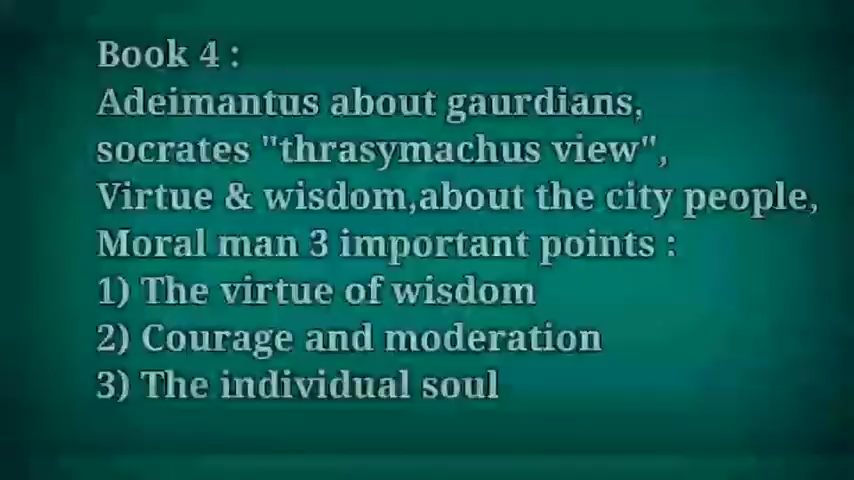 Book 4 :
Adeimantus about gaurdians,
socrates "thrasymachus view",
Virtue & wisdom,about the city people,
Moral man 3 important points :
1) The virtue of wisdom
2) Courage and moderation
3) The individual soul